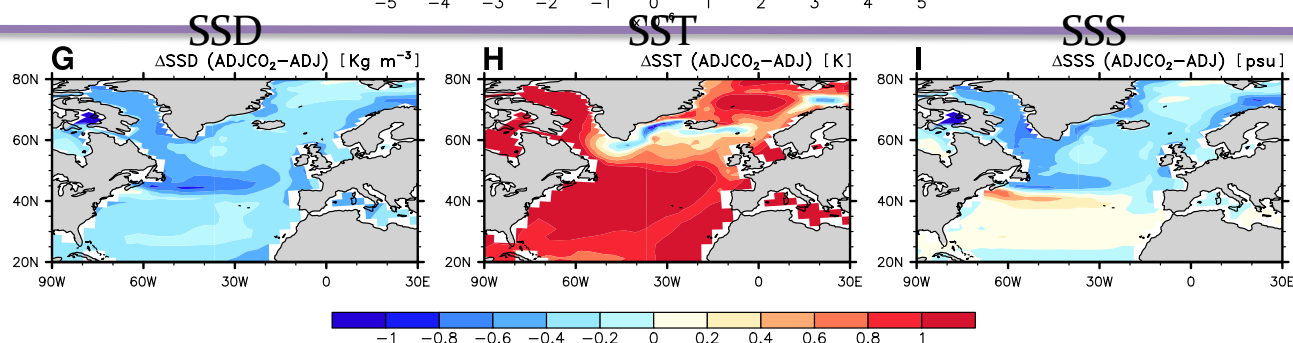 −5 −4 −3 −2 −1 0 1 2 3 4 5
SSD SST SSS
G ΔSSD (ADJCO₂−ADJ) [Kg m⁻³] H ΔSST (ADJCO₂−ADJ) [K] I ΔSSS (ADJCO₂−ADJ) [psu]
80N 80N 80N
60N 60N 60N
40N 40N 40N
20N 20N 20N
90W 60W 30W 0 30E 90W 60W 30W 0 30E 90W 60W 30W 0 30E
−1 −0.8 −0.6 −0.4 −0.2 0 0.2 0.4 0.6 0.8 1